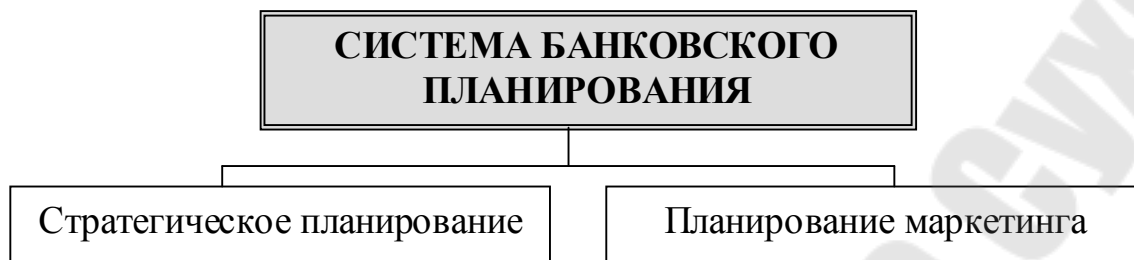 СИСТЕМА БАНКОВСКОГО
ПЛАНИРОВАНИЯ
Стратегическое планирование
Планирование маркетинга